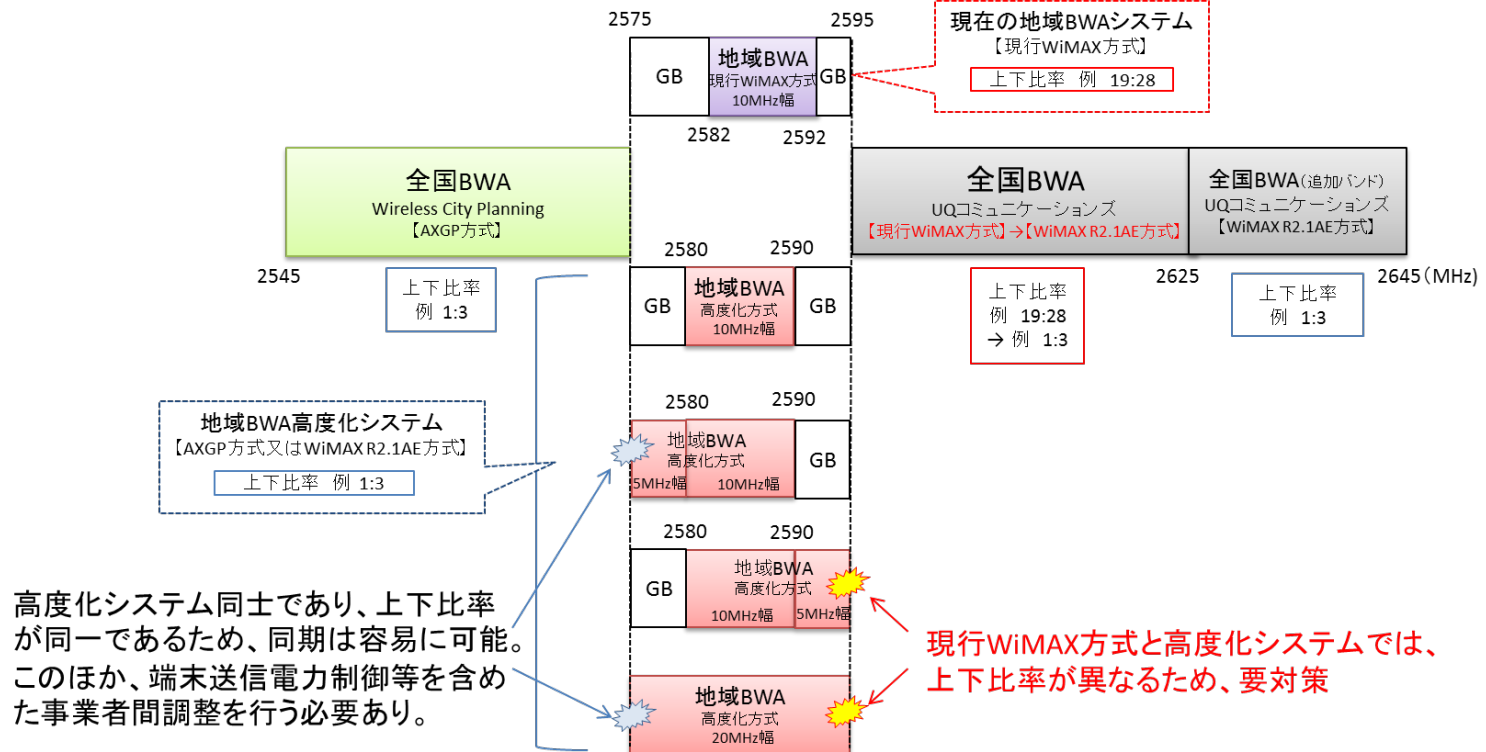 2575
2595
GB
地域BWA
現行WiMAX方式
10MHz幅
GB
2582
2592
現在の地域BWAシステム
【現行WiMAX方式】
上下比率 例 19:28
全国BWA
Wireless City Planning
【AXGP方式】
全国BWA
UQコミュニケーションズ
【現行WiMAX方式】→【WiMAX R2.1AE方式】
全国BWA(追加バンド)
UQコミュニケーションズ
【WiMAX R2.1AE方式】
2545
2580
2590
2625
2645(MHz)
上下比率
例 1:3
GB
地域BWA
高度化方式
10MHz幅
GB
上下比率
例 19:28
→ 例 1:3
上下比率
例 1:3
地域BWA高度化システム
【AXGP方式又はWiMAX R2.1AE方式】
上下比率 例 1:3
2580
2590
地域BWA
高度化方式
5MHz幅
10MHz幅
GB
2580
2590
GB
地域BWA
高度化方式
10MHz幅
5MHz幅
高度化システム同士であり、上下比率
が同一であるため、同期は容易に可能。
このほか、端末送信電力制御等を含め
た事業者間調整を行う必要あり。
現行WiMAX方式と高度化システムでは、
上下比率が異なるため、要対策
地域BWA
高度化方式
20MHz幅